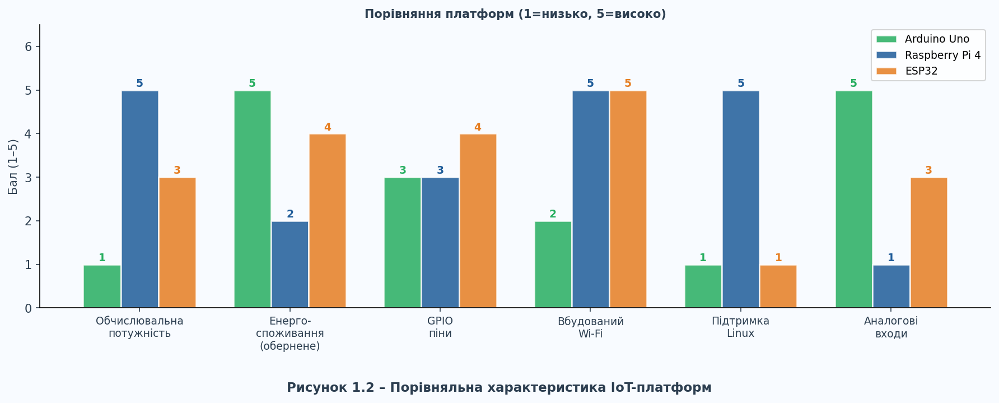 Порівняння платформ (1=низько, 5=високо)
Arduino Uno
Raspberry Pi 4
ESP32
Бал (1–5)
6
5
4
3
2
1
0
1
5
3
5
2
4
3
3
4
2
5
5
1
5
1
5
1
3
Обчислювальна
потужність
Енерго-
споживання
(обернене)
GPIO
піни
Вбудований
Wi-Fi
Підтримка
Linux
Аналогові
входи
Рисунок 1.2 – Порівняльна характеристика IoT-платформ